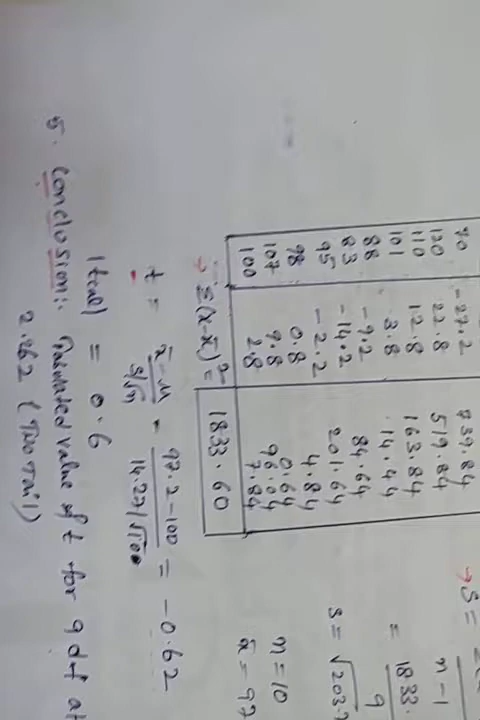 70 -27.2 739.84
120 22.8 519.84
110 12.8 163.84
101 3.8 14.44
88 -9.2 84.64
83 -14.2 201.64
95 -2.2 4.84
98 0.8 0.64
107 9.8 96.04
100 2.8 7.84
→ Σ(x-x̄)² = 1833.60
→ S =
n-1
= 1833.
9
S = √203.7
n = 10
x̄ = 97
t = x̄-μ / s/√n = 97.2-100 / 14.27/√10 = -0.62
|tcal| = 0.6
5. Conclusion:- Tabulated value of t for 9 df at
2.262 (Two tail)